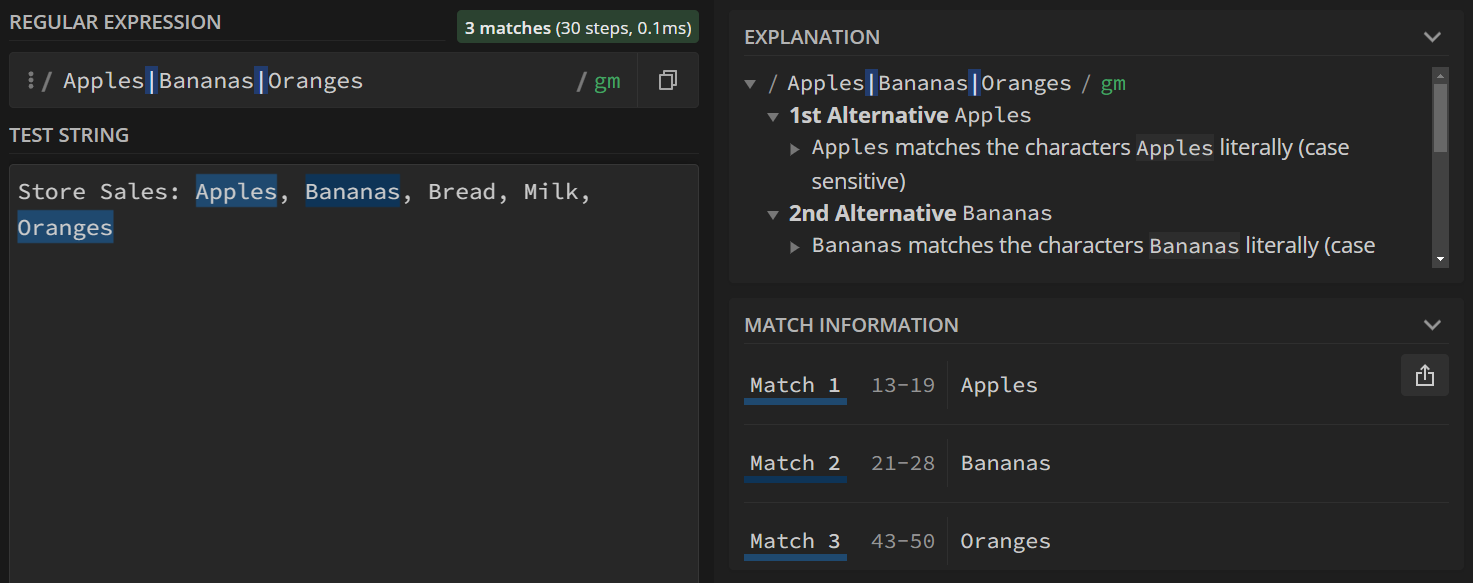 REGULAR EXPRESSION
3 matches (30 steps, 0.1ms)
/ Apples|Bananas|Oranges / gm
TEST STRING
Store Sales: Apples, Bananas, Bread, Milk,
Oranges
EXPLANATION
/ Apples|Bananas|Oranges / gm
1st Alternative Apples
Apples matches the characters Apples literally (case
sensitive)
2nd Alternative Bananas
Bananas matches the characters Bananas literally (case
MATCH INFORMATION
Match 1 13-19 Apples
Match 2 21-28 Bananas
Match 3 43-50 Oranges